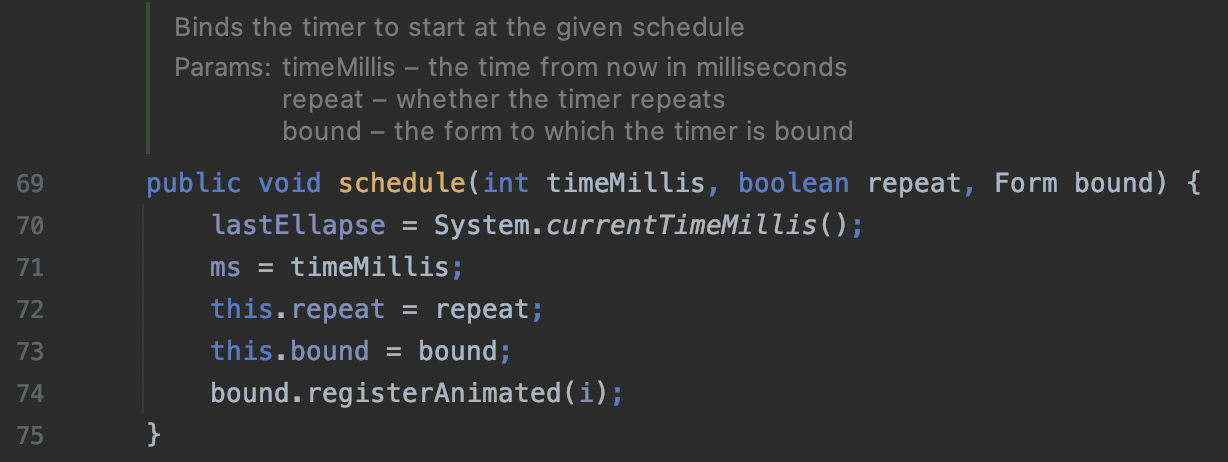 Binds the timer to start at the given schedule
Params: timeMillis – the time from now in milliseconds
repeat – whether the timer repeats
bound – the form to which the timer is bound
69 public void schedule(int timeMillis, boolean repeat, Form bound) {
70 lastEllapse = System.currentTimeMillis();
71 ms = timeMillis;
72 this.repeat = repeat;
73 this.bound = bound;
74 bound.registerAnimated(i);
75 }